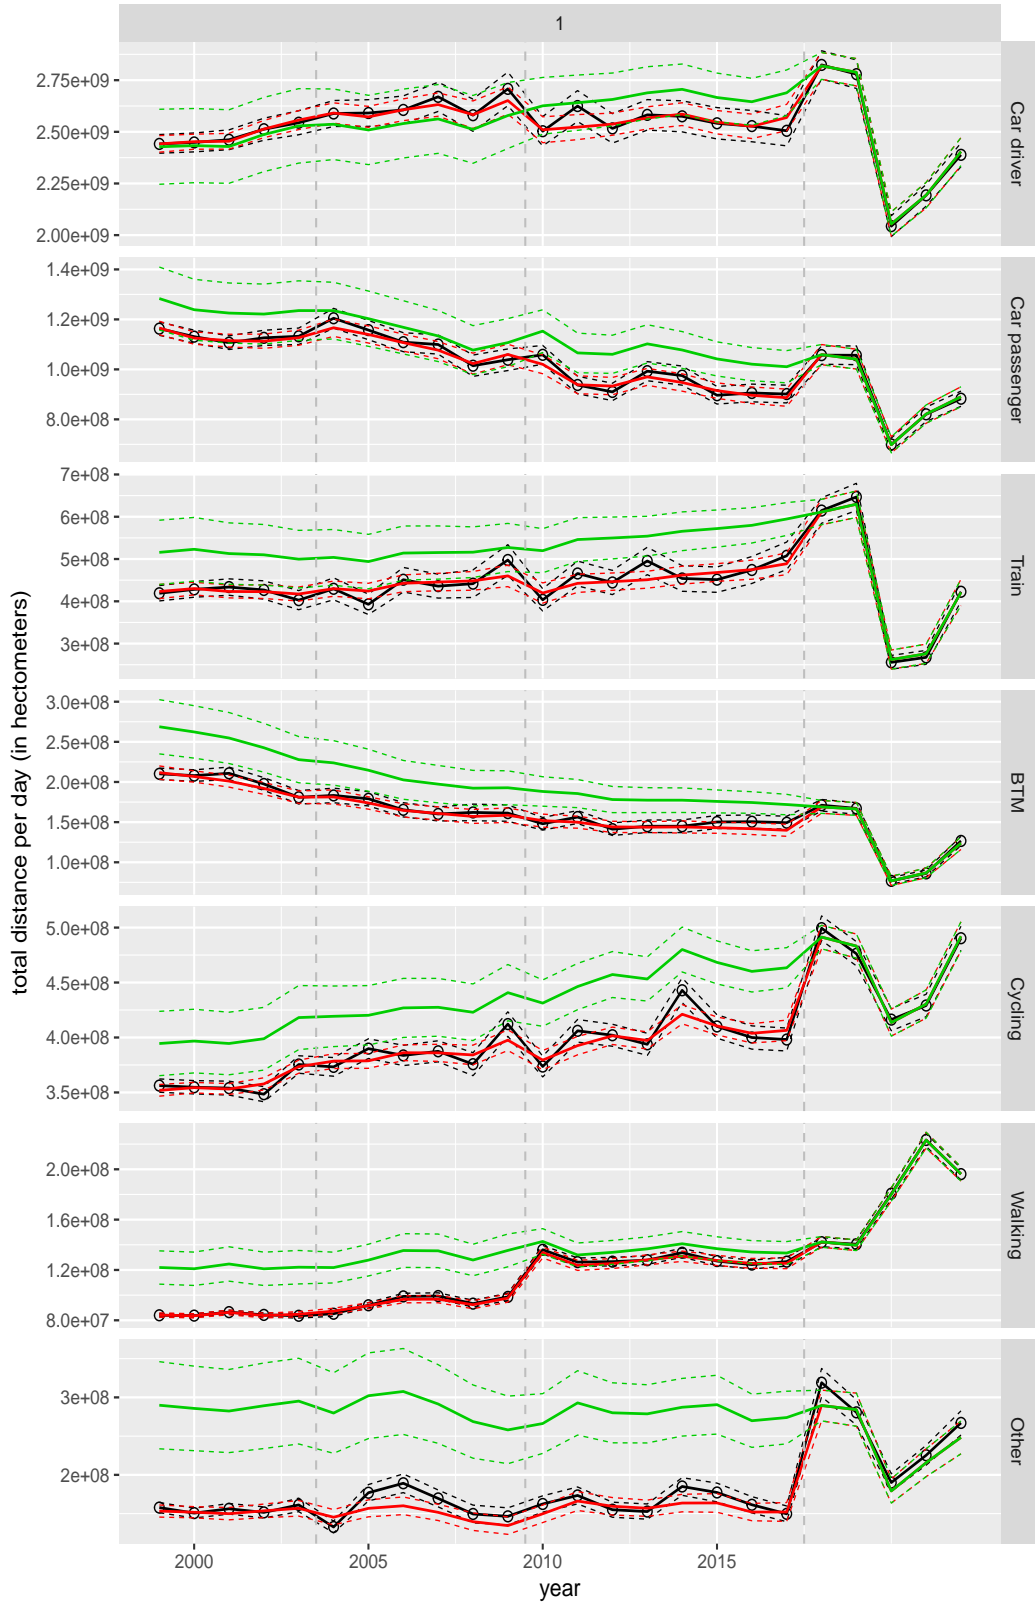 1
2.75e+09
2.50e+09
2.25e+09
2.00e+09
Car driver
1.4e+09
1.2e+09
1.0e+09
8.0e+08
Car passenger
7e+08
6e+08
5e+08
4e+08
3e+08
Train
3.0e+08
2.5e+08
2.0e+08
1.5e+08
1.0e+08
BTM
5.0e+08
4.5e+08
4.0e+08
3.5e+08
Cycling
2.0e+08
1.6e+08
1.2e+08
8.0e+07
Walking
3e+08
2e+08
Other
2000
2005
2010
2015
year
total distance per day (in hectometers)